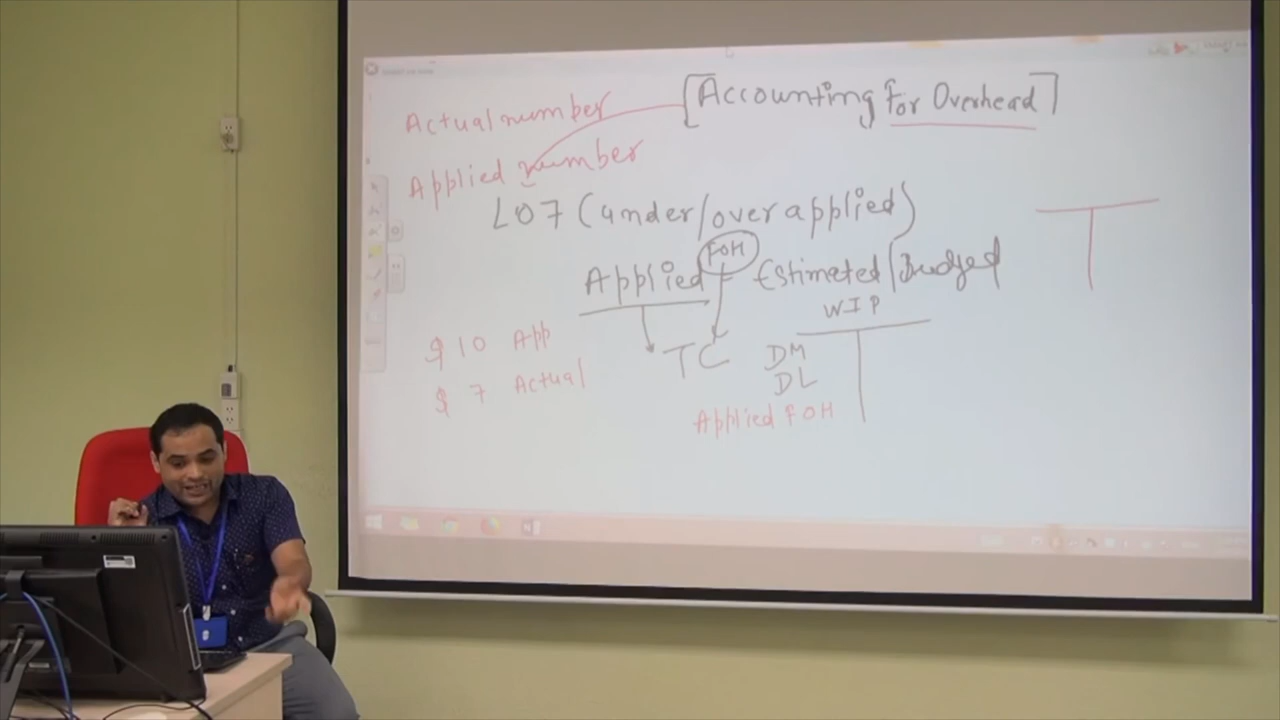 Actual number
[Accounting for Overhead]
Applied number
LO7 (under/over applied)
FOH
Applied - Estimated/Budged
WIP
$ 10 App
TC
DM
$ 7 Actual
DL
Applied FOH